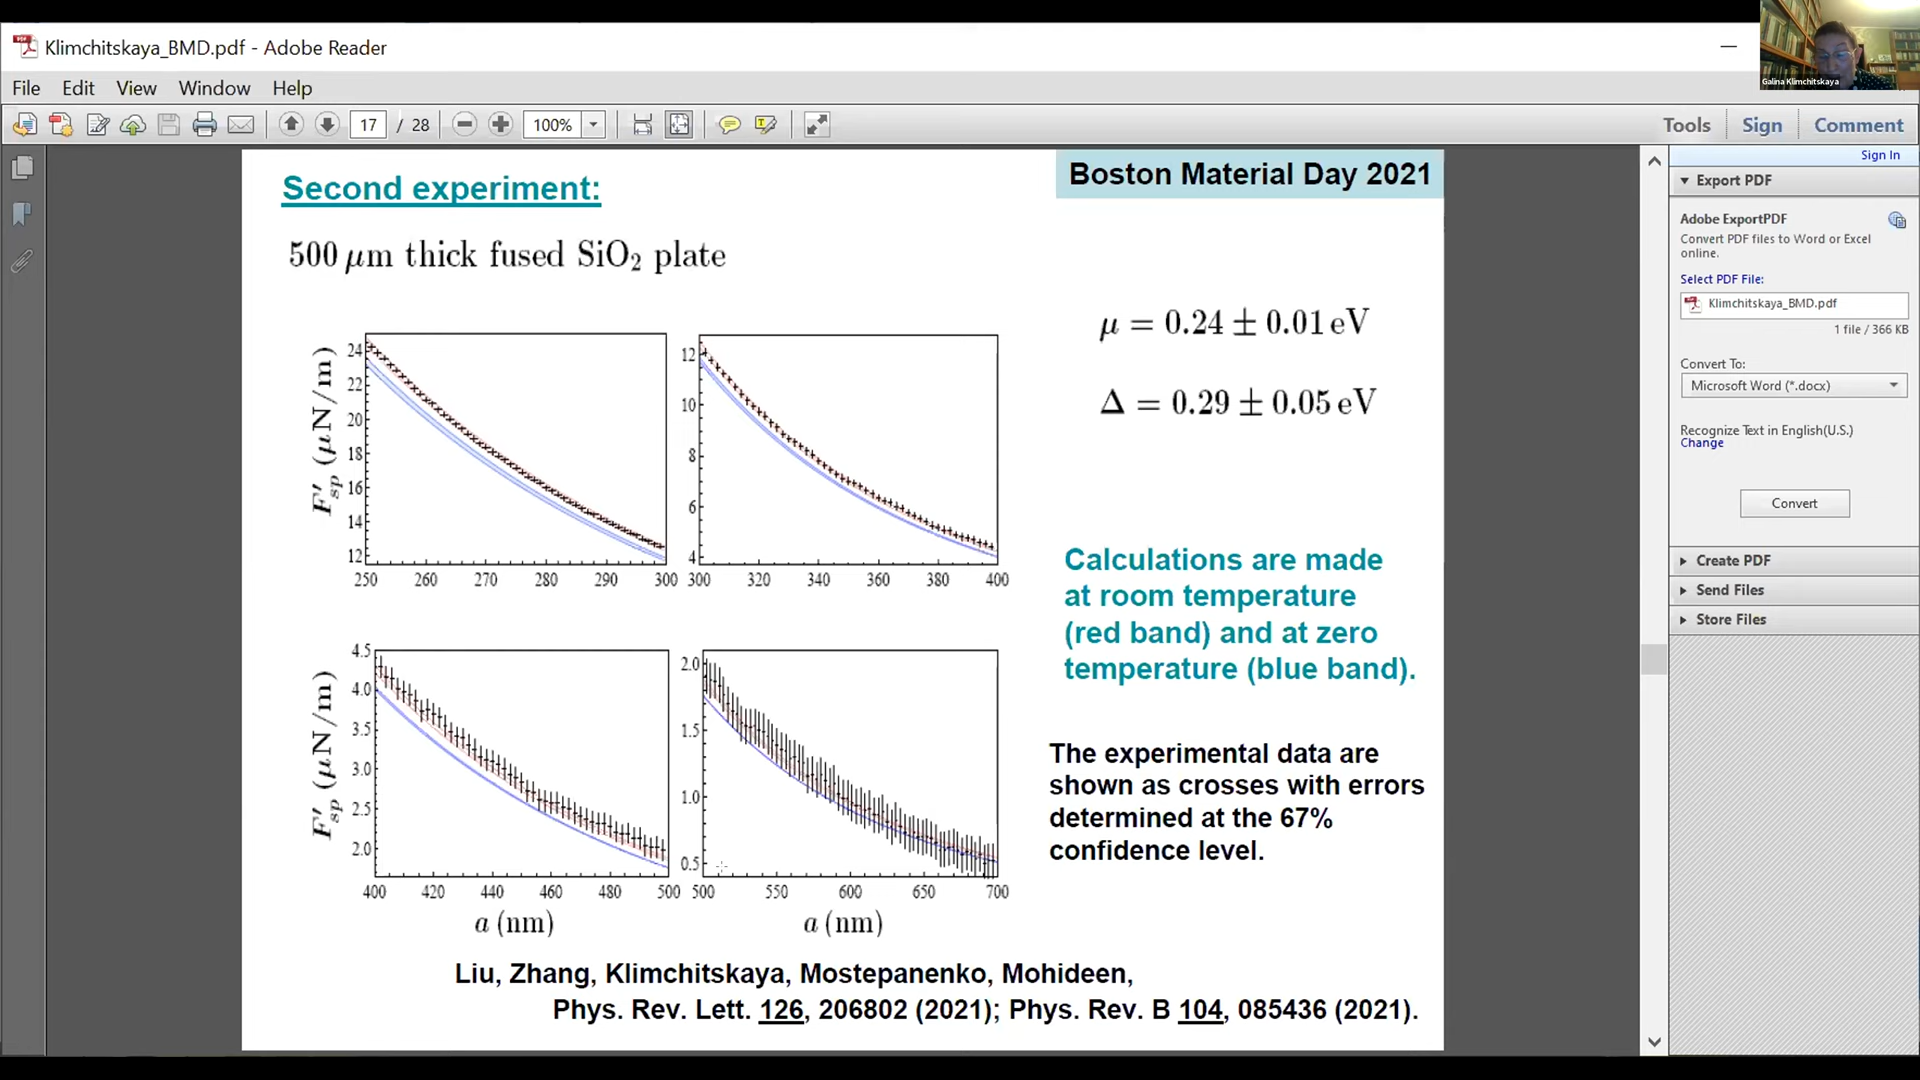 Klimchitskaya_BMD.pdf - Adobe Reader
Galina Klimchitskaya
File Edit View Window Help
17 / 28 100% Tools Sign Comment
Sign In
Export PDF
Adobe ExportPDF
Convert PDF files to Word or Excel
online.
Select PDF File:
Klimchitskaya_BMD.pdf
1 file / 366 KB
Convert To:
Microsoft Word (*.docx)
Recognize Text in English(U.S.)
Change
Convert
Create PDF
Send Files
Store Files
Second experiment:
Boston Material Day 2021
500 μm thick fused SiO₂ plate
μ = 0.24 ± 0.01 eV
Δ = 0.29 ± 0.05 eV
F′sp (μN/m)
24
22
20
18
16
14
12
250 260 270 280 290 300
12
10
8
6
4
300 320 340 360 380 400
F′sp (μN/m)
4.5
4.0
3.5
3.0
2.5
2.0
400 420 440 460 480 500
a (nm)
2.0
1.5
1.0
0.5
500 550 600 650 700
a (nm)
Calculations are made
at room temperature
(red band) and at zero
temperature (blue band).
The experimental data are
shown as crosses with errors
determined at the 67%
confidence level.
Liu, Zhang, Klimchitskaya, Mostepanenko, Mohideen,
Phys. Rev. Lett. 126, 206802 (2021); Phys. Rev. B 104, 085436 (2021).